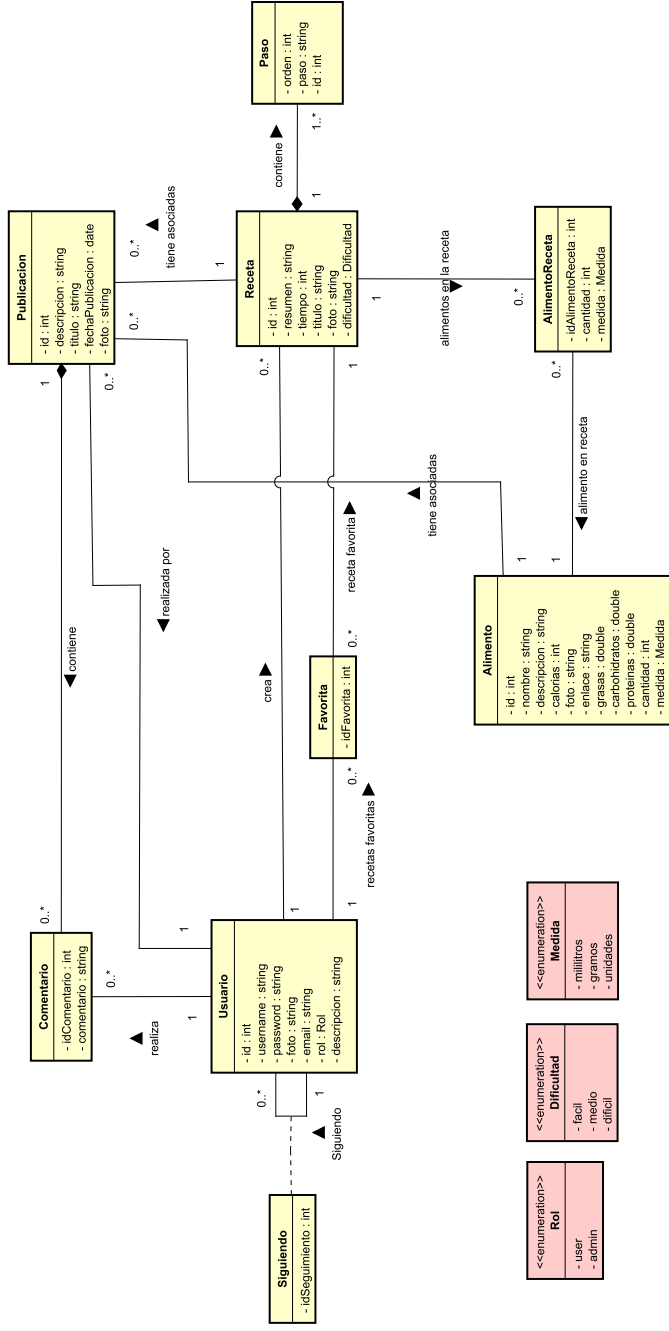 Siguiendo
- idSeguimiento : int
Siguiendo
0..*
1
Comentario
- idComentario : int
- comentario : string
0..*
0..*
realiza
1
Usuario
- id : int
- username : string
- password : string
- foto : string
- email : string
- rol : Rol
- descripcion : string
1
1
1
contiene
realizada por
crea
recetas favoritas
0..*
Favorita
- idFavorita : int
0..*
receta favorita
Publicacion
- id : int
- descripcion : string
- titulo : string
- fechaPublicacion : date
- foto : string
1
0..*
0..*
0..*
tiene asociadas
1
Receta
- id : int
- resumen : string
- tiempo : int
- titulo : string
- foto : string
- dificultad : Dificultad
0..*
1
1
contiene
1..*
Paso
- orden : int
- paso : string
- id : int
1
alimentos en la receta
0..*
AlimentoReceta
- idAlimentoReceta : int
- cantidad : int
- medida : Medida
alimento en receta
tiene asociadas
1
1
Alimento
- id : int
- nombre : string
- descripcion : string
- calorias : int
- foto : string
- enlace : string
- grasas : double
- carbohidratos : double
- proteinas : double
- cantidad : int
- medida : Medida
<<enumeration>>
Rol
- user
- admin
<<enumeration>>
Dificultad
- facil
- medio
- dificil
<<enumeration>>
Medida
- mililitros
- gramos
- unidades